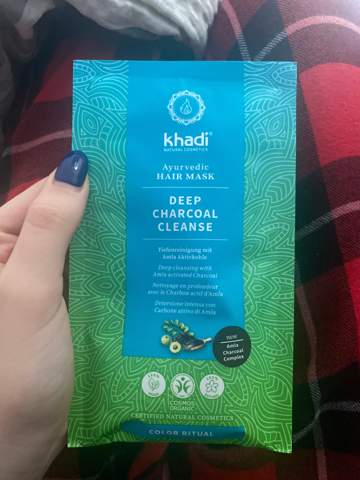 khadi®
NATURAL COSMETICS
Ayurvedic
HAIR MASK
DEEP
CHARCOAL
CLEANSE
Tiefenreinigung mit
Amla Aktivkohle
Deep cleansing with
Amla activated Charcoal
Nettoyage en profondeur
avec le Charbon actif d'Amla
Detersione intensa con
Carbone attivo di Amla
NEW
Amla
Charcoal
Complex
COSMOS
ORGANIC
CERTIFIED NATURAL COSMETICS
COLOR RITUAL